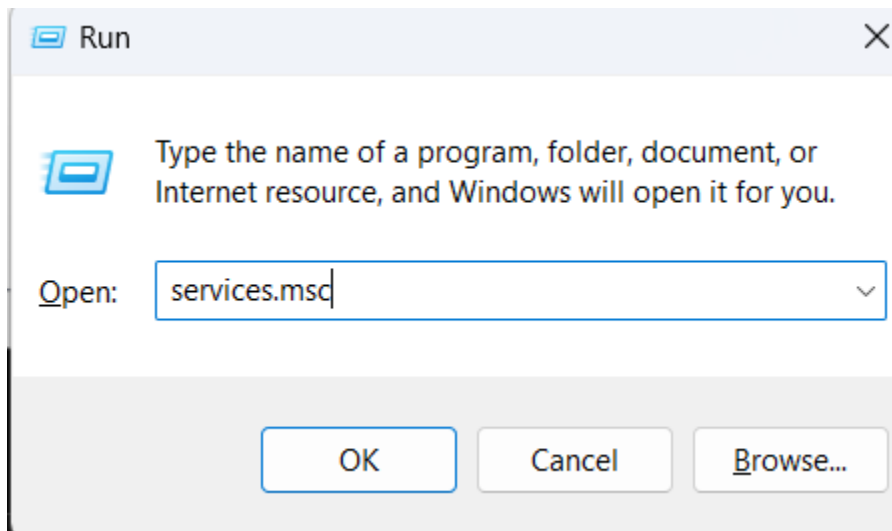 Run
Type the name of a program, folder, document, or
Internet resource, and Windows will open it for you.
Open: services.msc
OK Cancel Browse...